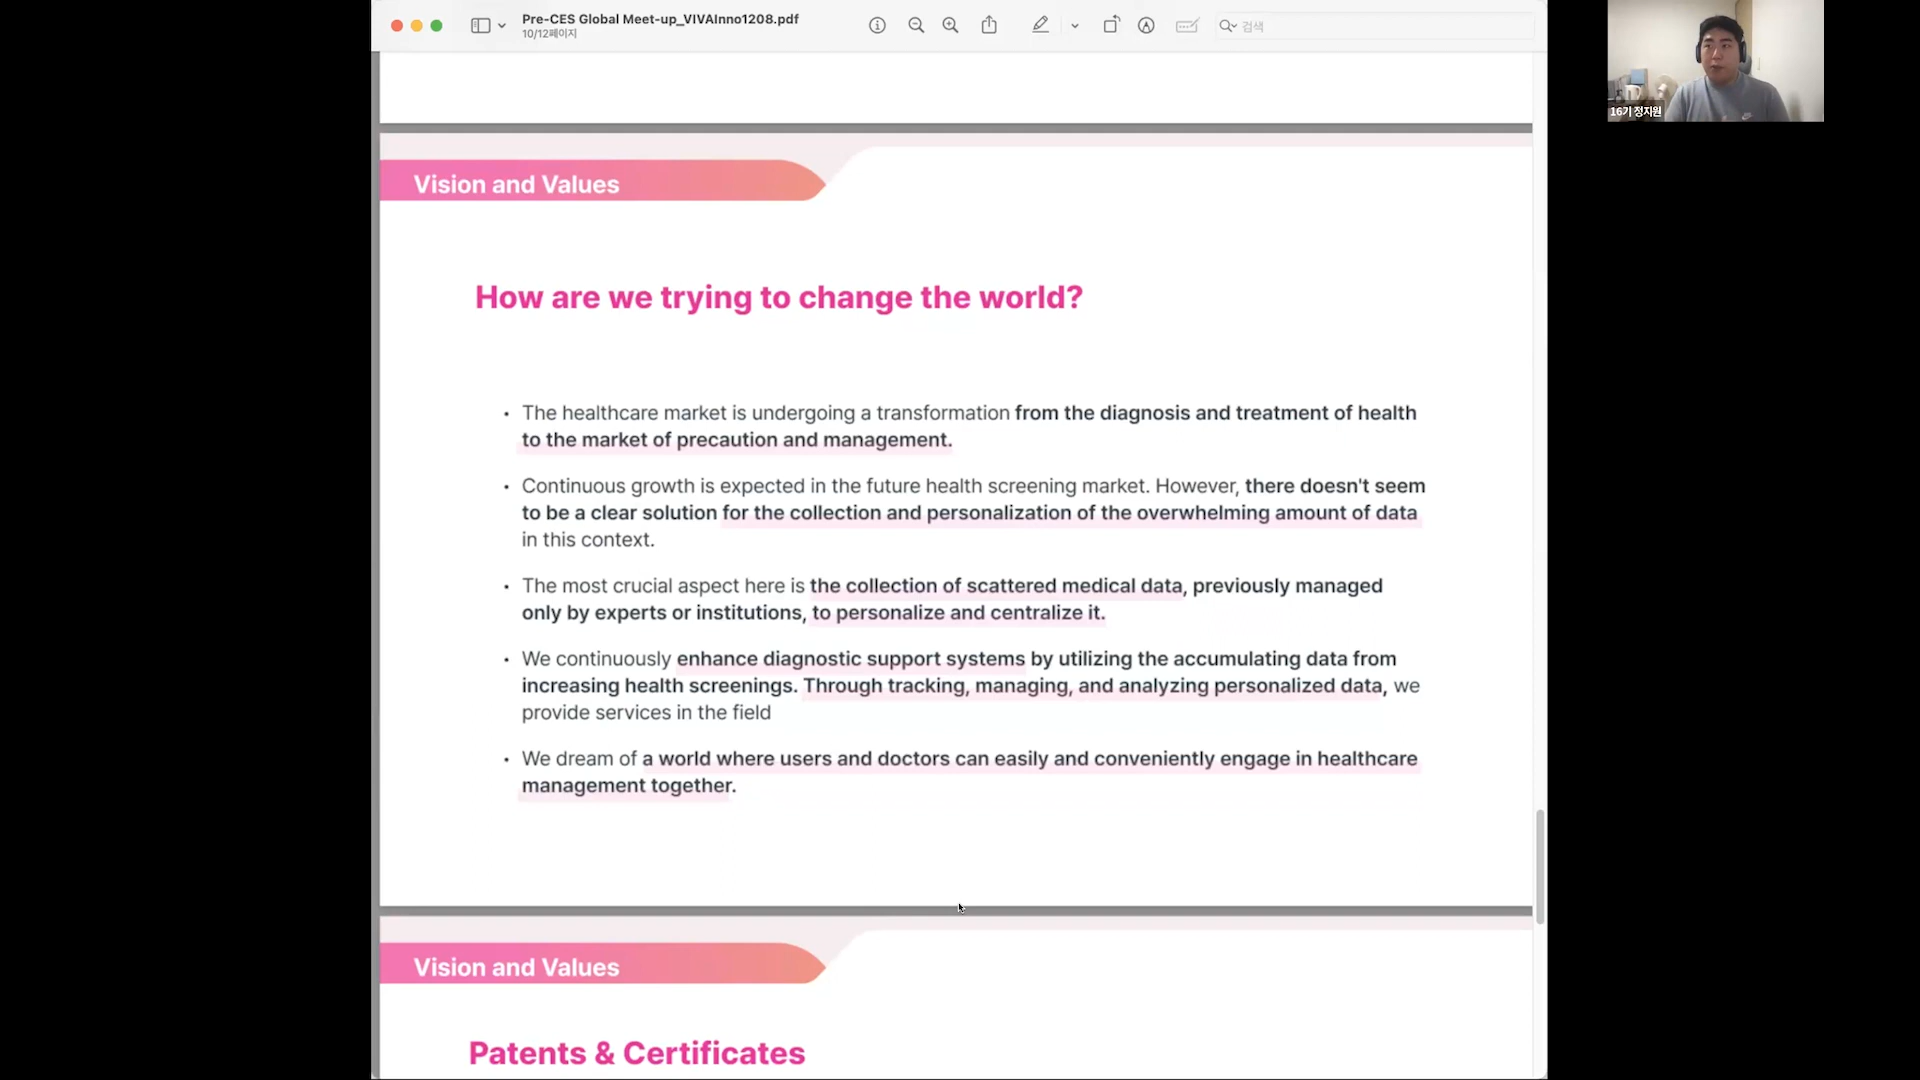 Pre-CES Global Meet-up_VIVAInno1208.pdf
10/12페이지
검색
16기 정지원
Vision and Values
How are we trying to change the world?
• The healthcare market is undergoing a transformation from the diagnosis and treatment of health
to the market of precaution and management.
• Continuous growth is expected in the future health screening market. However, there doesn't seem
to be a clear solution for the collection and personalization of the overwhelming amount of data
in this context.
• The most crucial aspect here is the collection of scattered medical data, previously managed
only by experts or institutions, to personalize and centralize it.
• We continuously enhance diagnostic support systems by utilizing the accumulating data from
increasing health screenings. Through tracking, managing, and analyzing personalized data, we
provide services in the field
• We dream of a world where users and doctors can easily and conveniently engage in healthcare
management together.
Vision and Values
Patents & Certificates